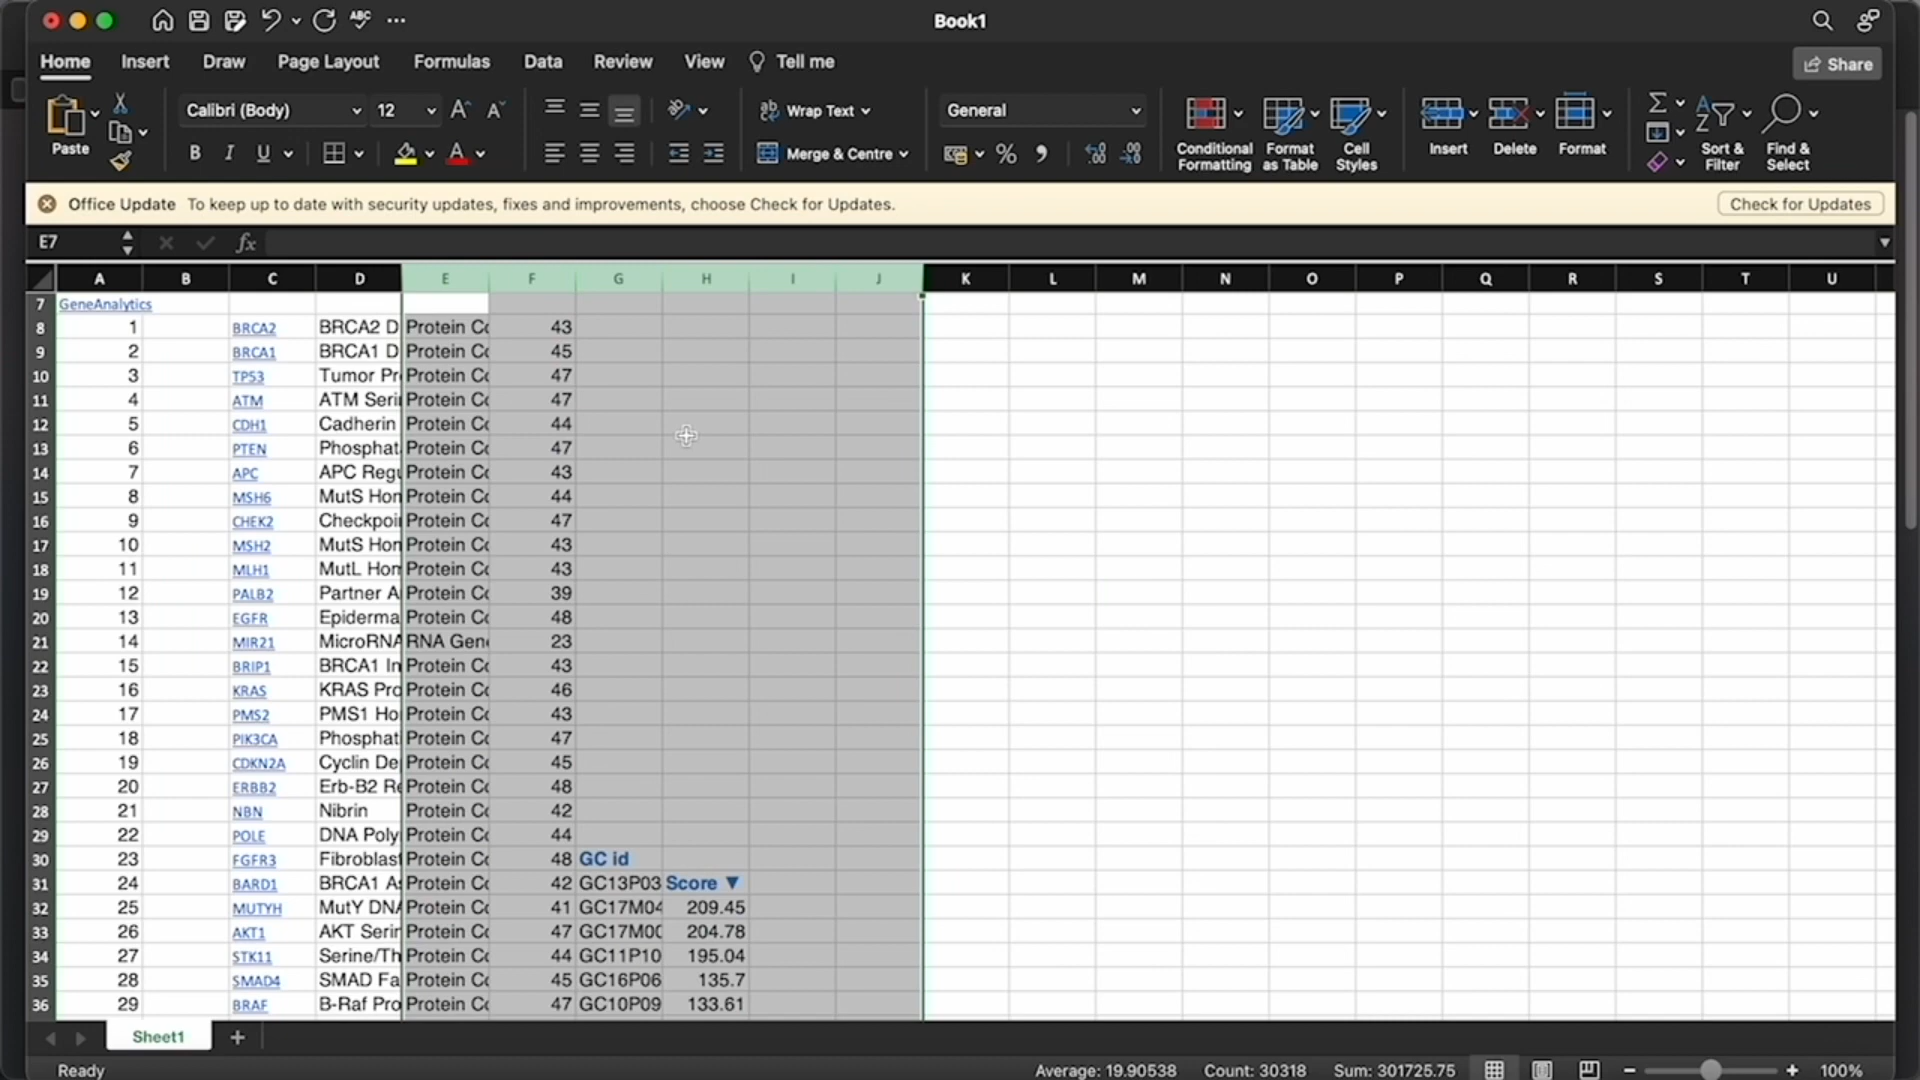 ABC
Book1
Home Insert Draw Page Layout Formulas Data Review View Tell me
Share
Paste
Calibri (Body) 12 A A
B I U A
Wrap Text
Merge & Centre
General
%
Conditional Formatting
Format as Table
Cell Styles
Insert
Delete
Format
Sort & Filter
Find & Select
Office Update To keep up to date with security updates, fixes and improvements, choose Check for Updates.
Check for Updates
E7 fx
A B C D E F G H I J K L M N O P Q R S T U
7 GeneAnalytics
8 1 BRCA2 BRCA2 D Protein Co 43
9 2 BRCA1 BRCA1 D Protein Co 45
10 3 TP53 Tumor Pr Protein Co 47
11 4 ATM ATM Seri Protein Co 47
12 5 CDH1 Cadherin Protein Co 44
13 6 PTEN Phosphat Protein Co 47
14 7 APC APC Regu Protein Co 43
15 8 MSH6 MutS Hom Protein Co 44
16 9 CHEK2 Checkpoi Protein Co 47
17 10 MSH2 MutS Hom Protein Co 43
18 11 MLH1 MutL Hom Protein Co 43
19 12 PALB2 Partner A Protein Co 39
20 13 EGFR Epiderma Protein Co 48
21 14 MIR21 MicroRNA RNA Gene 23
22 15 BRIP1 BRCA1 In Protein Co 43
23 16 KRAS KRAS Pro Protein Co 46
24 17 PMS2 PMS1 Ho Protein Co 43
25 18 PIK3CA Phosphat Protein Co 47
26 19 CDKN2A Cyclin De Protein Co 45
27 20 ERBB2 Erb-B2 Re Protein Co 48
28 21 NBN Nibrin Protein Co 42
29 22 POLE DNA Poly Protein Co 44
30 23 FGFR3 Fibroblast Protein Co 48 GC id
31 24 BARD1 BRCA1 As Protein Co 42 GC13P03 Score ▼
32 25 MUTYH MutY DNA Protein Co 41 GC17M04 209.45
33 26 AKT1 AKT Serin Protein Co 47 GC17M00 204.78
34 27 STK11 Serine/Th Protein Co 44 GC11P10 195.04
35 28 SMAD4 SMAD Fa Protein Co 45 GC16P06 135.7
36 29 BRAF B-Raf Pro Protein Co 47 GC10P09 133.61
Sheet1
Ready
Average: 19.90538 Count: 30318 Sum: 301725.75 100%